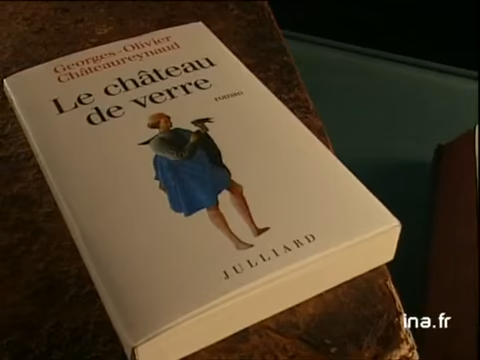 Georges-Olivier
Châteaureynaud
Le château
de verre
roman
JULLIARD
ina.fr